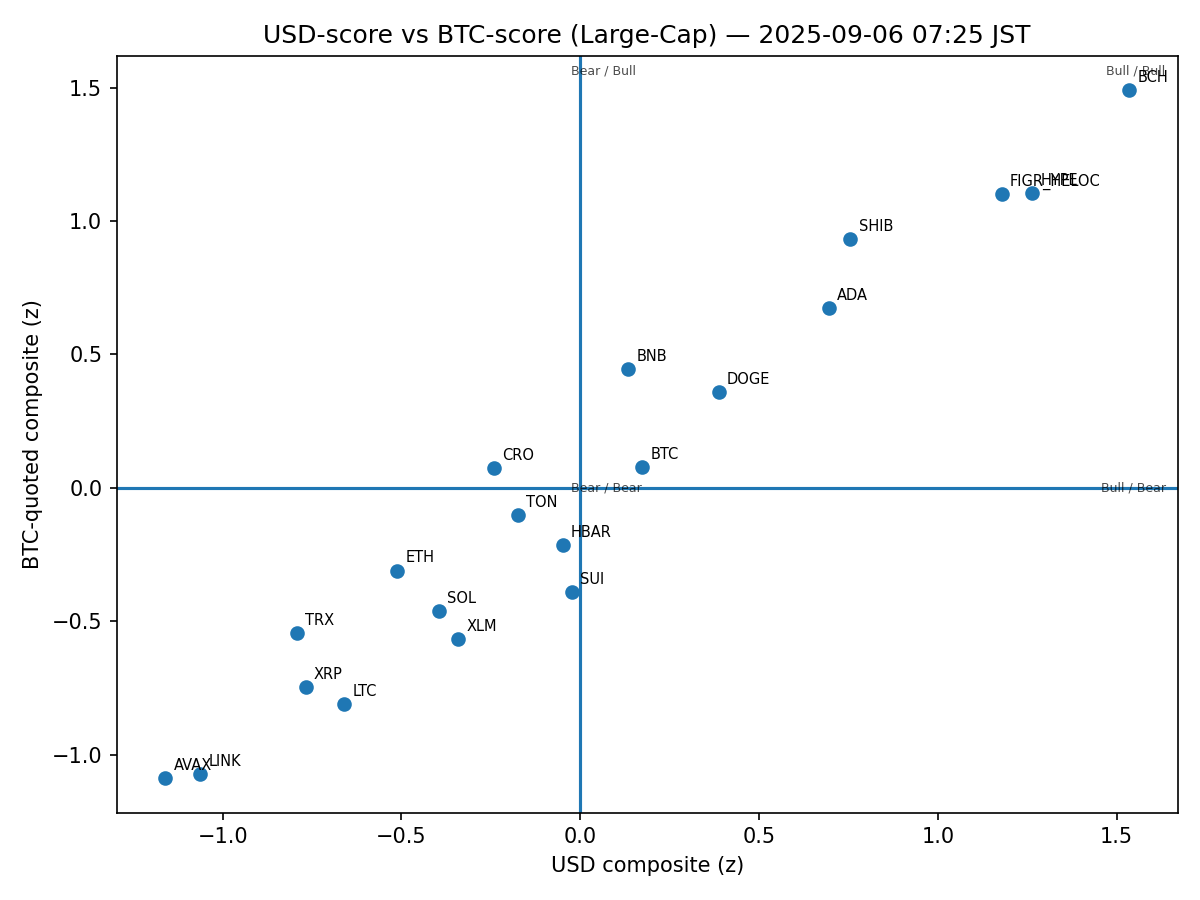 USD-score vs BTC-score (Large-Cap) — 2025-09-06 07:25 JST
Bear / Bull
Bull / Bull
BCH
FIGR_HELOC
HYPE
SHIB
ADA
BNB
DOGE
CRO
BTC
Bear / Bear
Bull / Bear
TON
HBAR
ETH
SUI
SOL
TRX
XLM
XRP
LTC
AVAX
LINK
1.5
1.0
0.5
0.0
−0.5
−1.0
BTC-quoted composite (z)
−1.0
−0.5
0.0
0.5
1.0
1.5
USD composite (z)